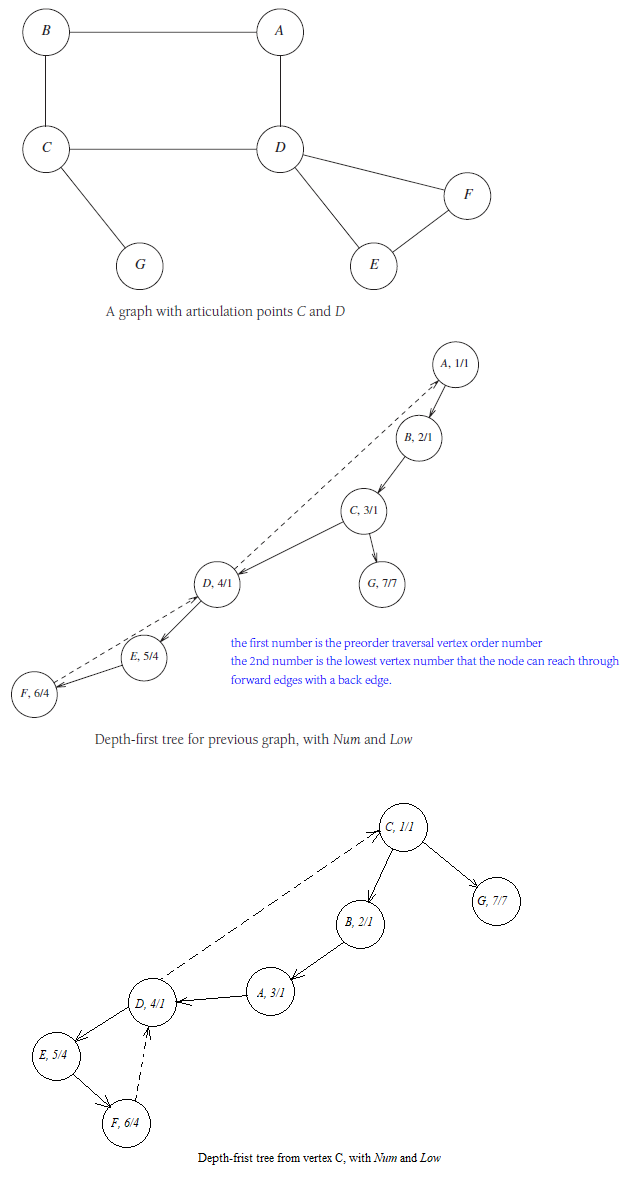 B
A
C
D
F
G
E
A graph with articulation points C and D
A, 1/1
B, 2/1
C, 3/1
D, 4/1
G, 7/7
the first number is the preorder traversal vertex order number
the 2nd number is the lowest vertex number that the node can reach through
forward edges with a back edge.
E, 5/4
F, 6/4
Depth-first tree for previous graph, with Num and Low
C, 1/1
G, 7/7
B, 2/1
A, 3/1
D, 4/1
E, 5/4
F, 6/4
Depth-frist tree from vertex C, with Num and Low